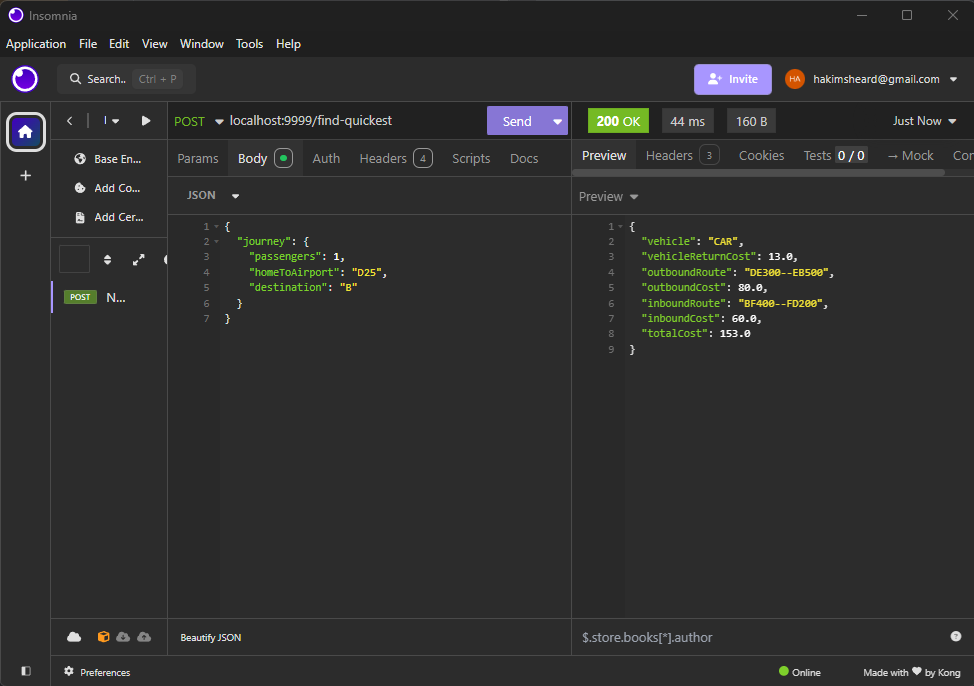 Insomnia
Application File Edit View Window Tools Help
Search.. Ctrl + P
Invite
HA
hakimsheard@gmail.com
I
POST localhost:9999/find-quickest
Send
200 OK
44 ms
160 B
Just Now
Base En...
Add Co...
Add Cer...
POST N...
Params Body Auth Headers 4 Scripts Docs
JSON
1 {
2 "journey": {
3 "passengers": 1,
4 "homeToAirport": "D25",
5 "destination": "B"
6 }
7 }
Beautify JSON
Preview Headers 3 Cookies Tests 0 / 0 → Mock Con
Preview
1 {
2 "vehicle": "CAR",
3 "vehicleReturnCost": 13.0,
4 "outboundRoute": "DE300--EB500",
5 "outboundCost": 80.0,
6 "inboundRoute": "BF400--FD200",
7 "inboundCost": 60.0,
8 "totalCost": 153.0
9 }
$.store.books[*].author
?
Preferences
Online
Made with ♥ by Kong